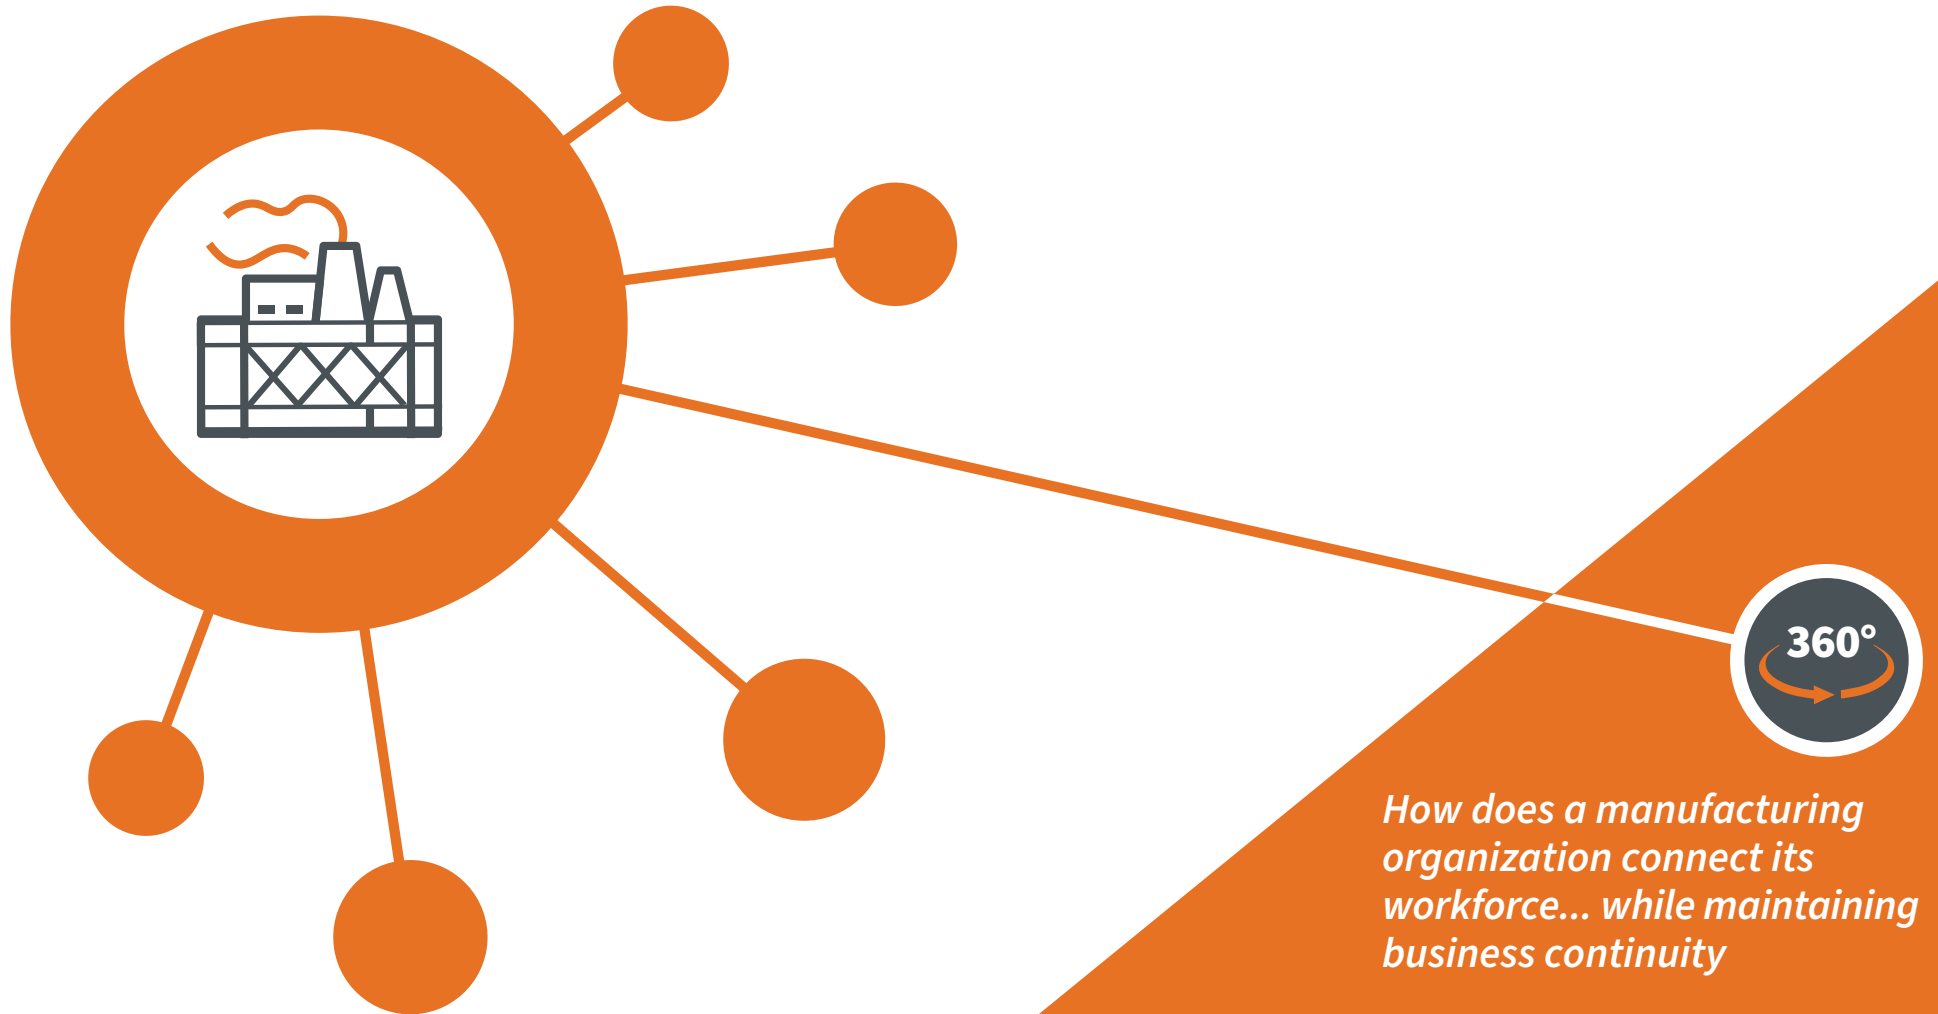 360°
How does a manufacturing
organization connect its
workforce... while maintaining
business continuity